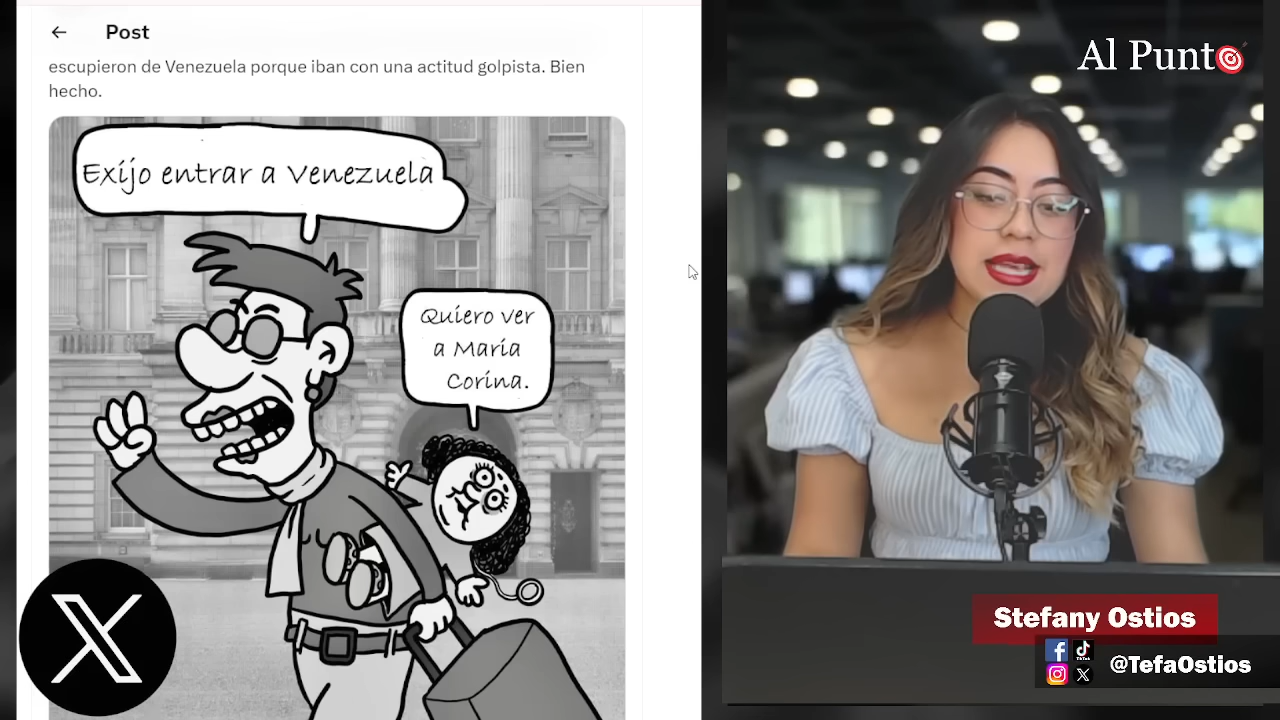 Post
escupieron de Venezuela porque iban con una actitud golpista. Bien
hecho.
Exijo entrar a Venezuela
Quiero ver
a María
Corina.
Al Punto
Stefany Ostios
@TefaOstios